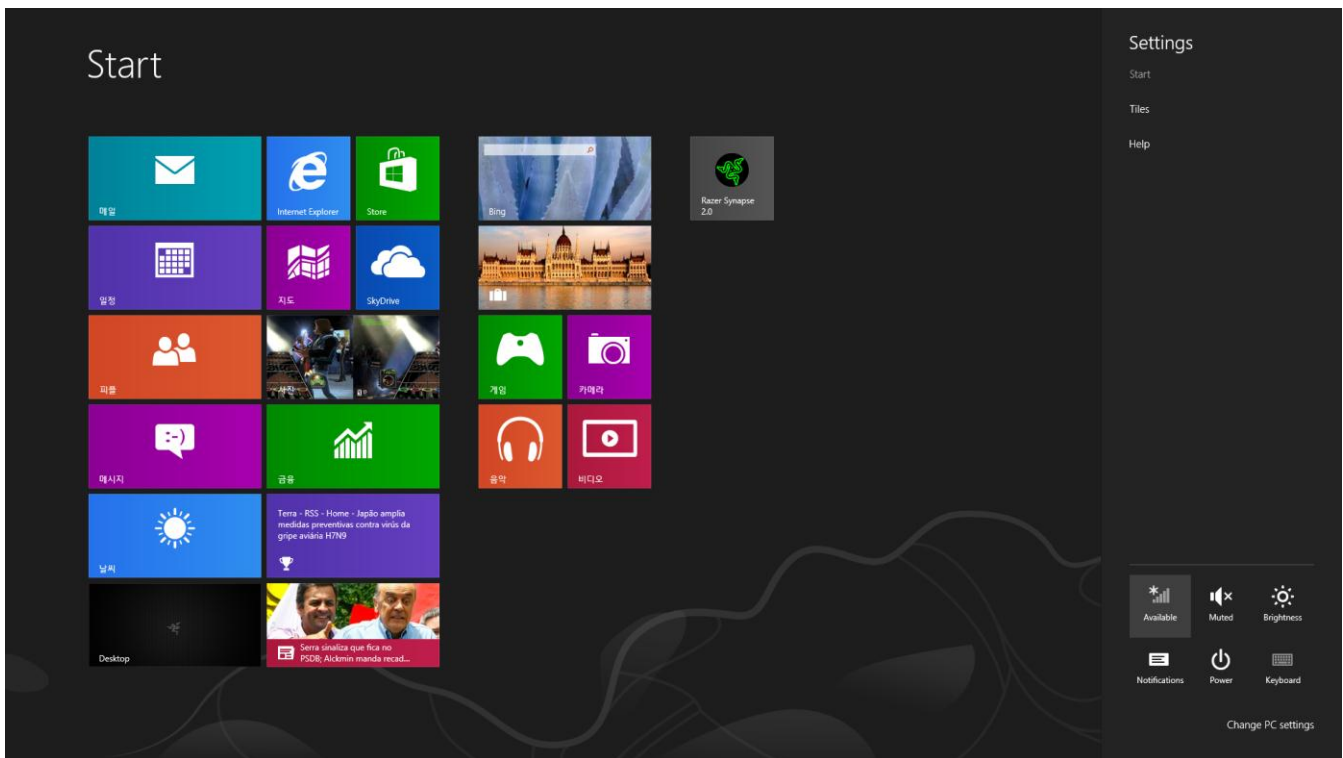 Start
메일
Internet Explorer
Store
Bing
Razer Synapse
2.0
일정
지도
SkyDrive
피플
사진
게임
카메라
메시지
금융
음악
비디오
날씨
Terra - RSS - Home - Japão amplia
medidas preventivas contra virús da
gripe aviária H7N9
Desktop
Serra sinaliza que fica no
PSDB; Alckmin manda recad...
Settings
Start
Tiles
Help
Available
Muted
Brightness
Notifications
Power
Keyboard
Change PC settings